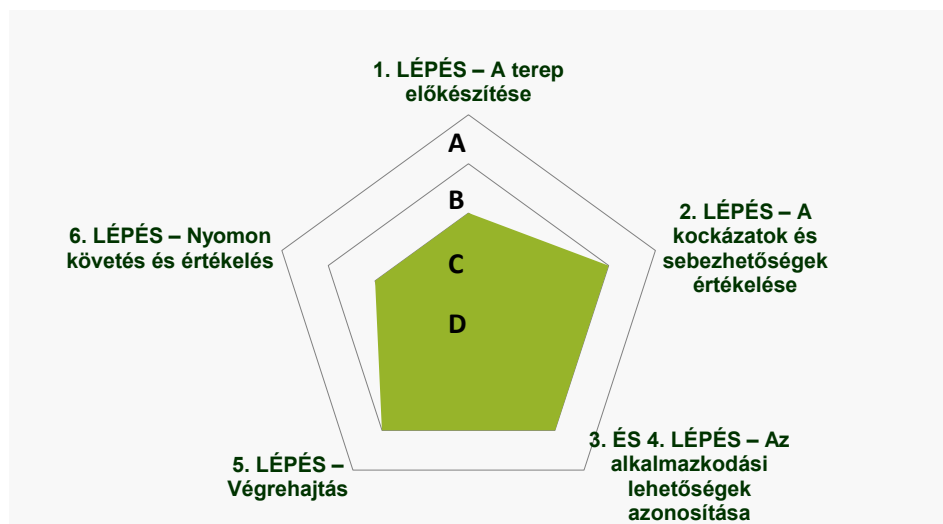 1. LÉPÉS – A terep
előkészítése
A
B
C
D
2. LÉPÉS – A
kockázatok és
sebezhetőségek
értékelése
3. ÉS 4. LÉPÉS – Az
alkalmazkodási
lehetőségek
azonosítása
5. LÉPÉS –
Végrehajtás
6. LÉPÉS – Nyomon
követés és értékelés